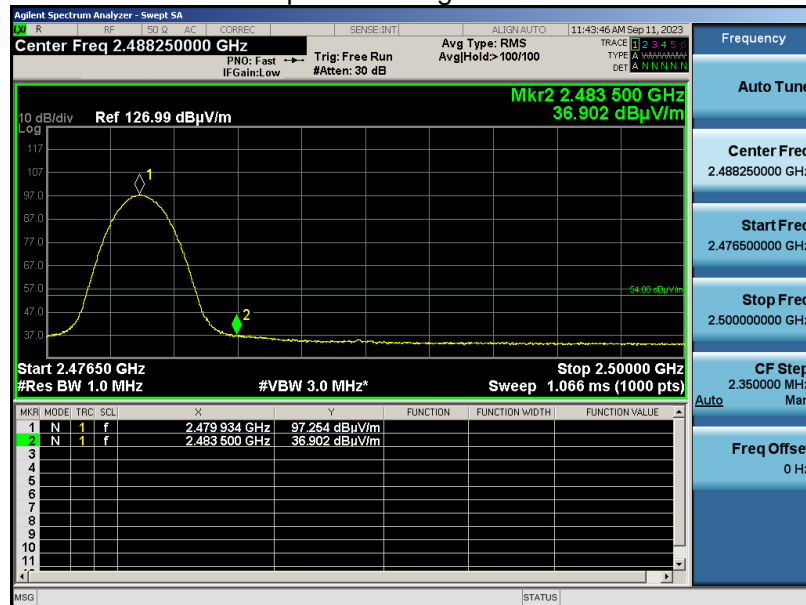 Agilent Spectrum Analyzer - Swept SA
LXI R RF 50 Ω AC CORREC SENSE:INT ALIGN AUTO 11:43:46 AM Sep 11, 2023
Center Freq 2.488250000 GHz
PNO: Fast
IFGain:Low
Trig: Free Run
#Atten: 30 dB
Avg Type: RMS
Avg|Hold:>100/100
TRACE 1 2 3 4 5 6
TYPE A WWWWW
DET A N N N N N
Mkr2 2.483 500 GHz
36.902 dBµV/m
10 dB/div Ref 126.99 dBµV/m
Log
117
107
97.0
87.0
77.0
67.0
57.0
47.0
37.0
1
2
54.00 dBµV/m
Start 2.47650 GHz Stop 2.50000 GHz
#Res BW 1.0 MHz #VBW 3.0 MHz* Sweep 1.066 ms (1000 pts)
MKR MODE TRC SCL X Y FUNCTION FUNCTION WIDTH FUNCTION VALUE
1 N 1 f 2.479 934 GHz 97.254 dBµV/m
2 N 1 f 2.483 500 GHz 36.902 dBµV/m
3
4
5
6
7
8
9
10
11
MSG STATUS
Frequency
Auto Tune
Center Freq
2.488250000 GHz
Start Freq
2.476500000 GHz
Stop Freq
2.500000000 GHz
CF Step
2.350000 MHz
Auto Man
Freq Offset
0 Hz